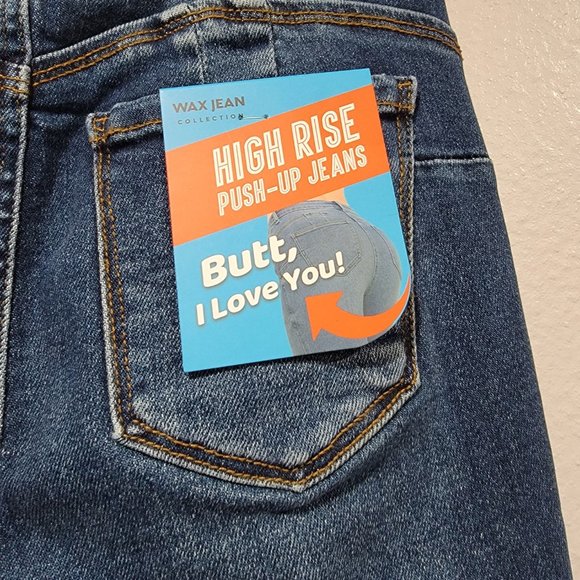 WAX JEAN
COLLECTION
HIGH RISE
PUSH-UP JEANS
Butt,
I Love You!